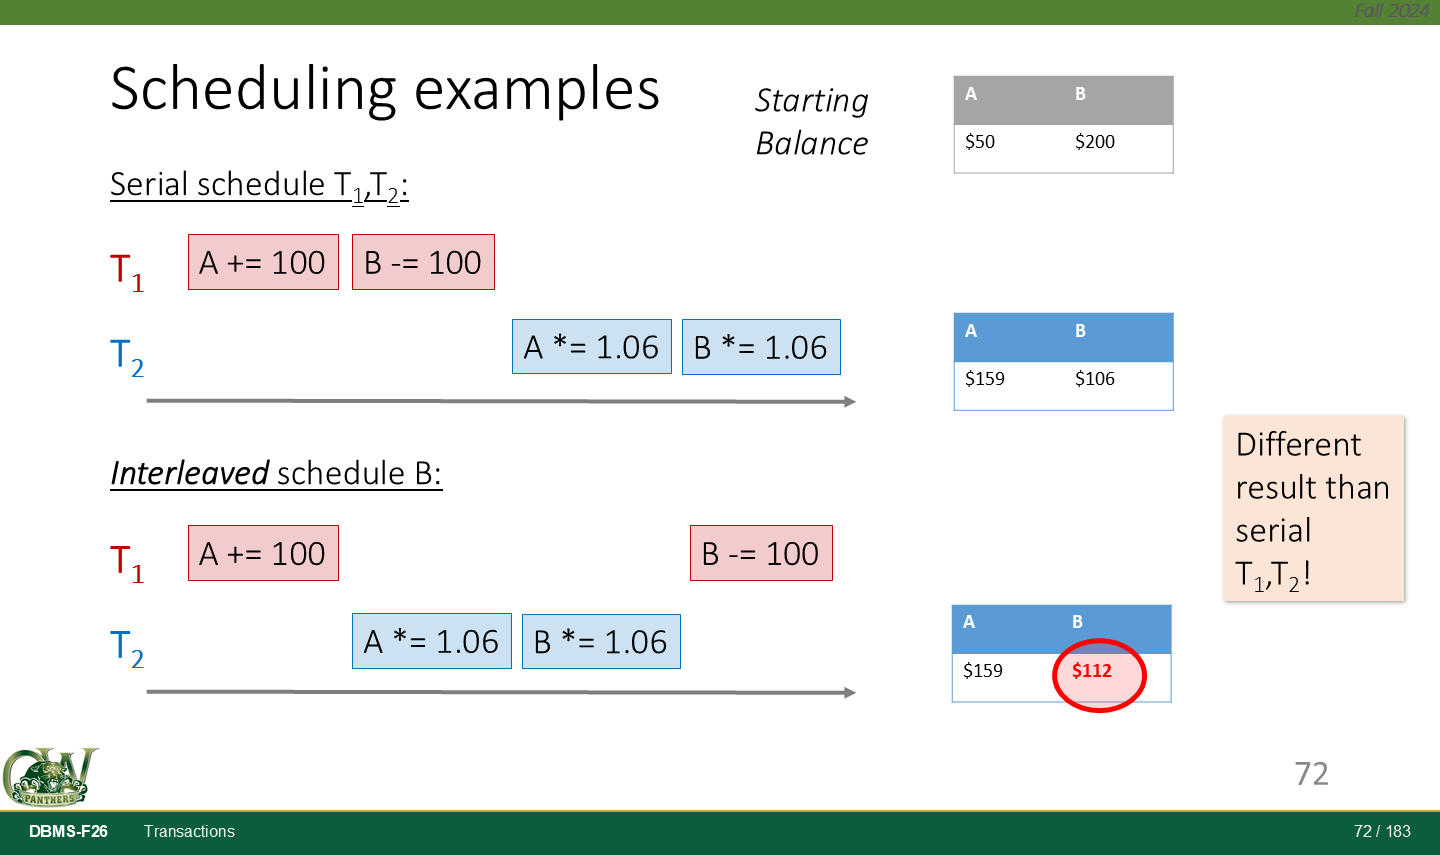 Fall 2024
Scheduling examples
Starting
Balance
A B
$50 $200
Serial schedule T1,T2:
T1 A += 100 B -= 100
T2 A *= 1.06 B *= 1.06
A B
$159 $106
Different
result than
serial
T1,T2!
Interleaved schedule B:
T1 A += 100 B -= 100
T2 A *= 1.06 B *= 1.06
A B
$159 $112
OW
PANTHERS
72
DBMS-F26 Transactions 72 / 183